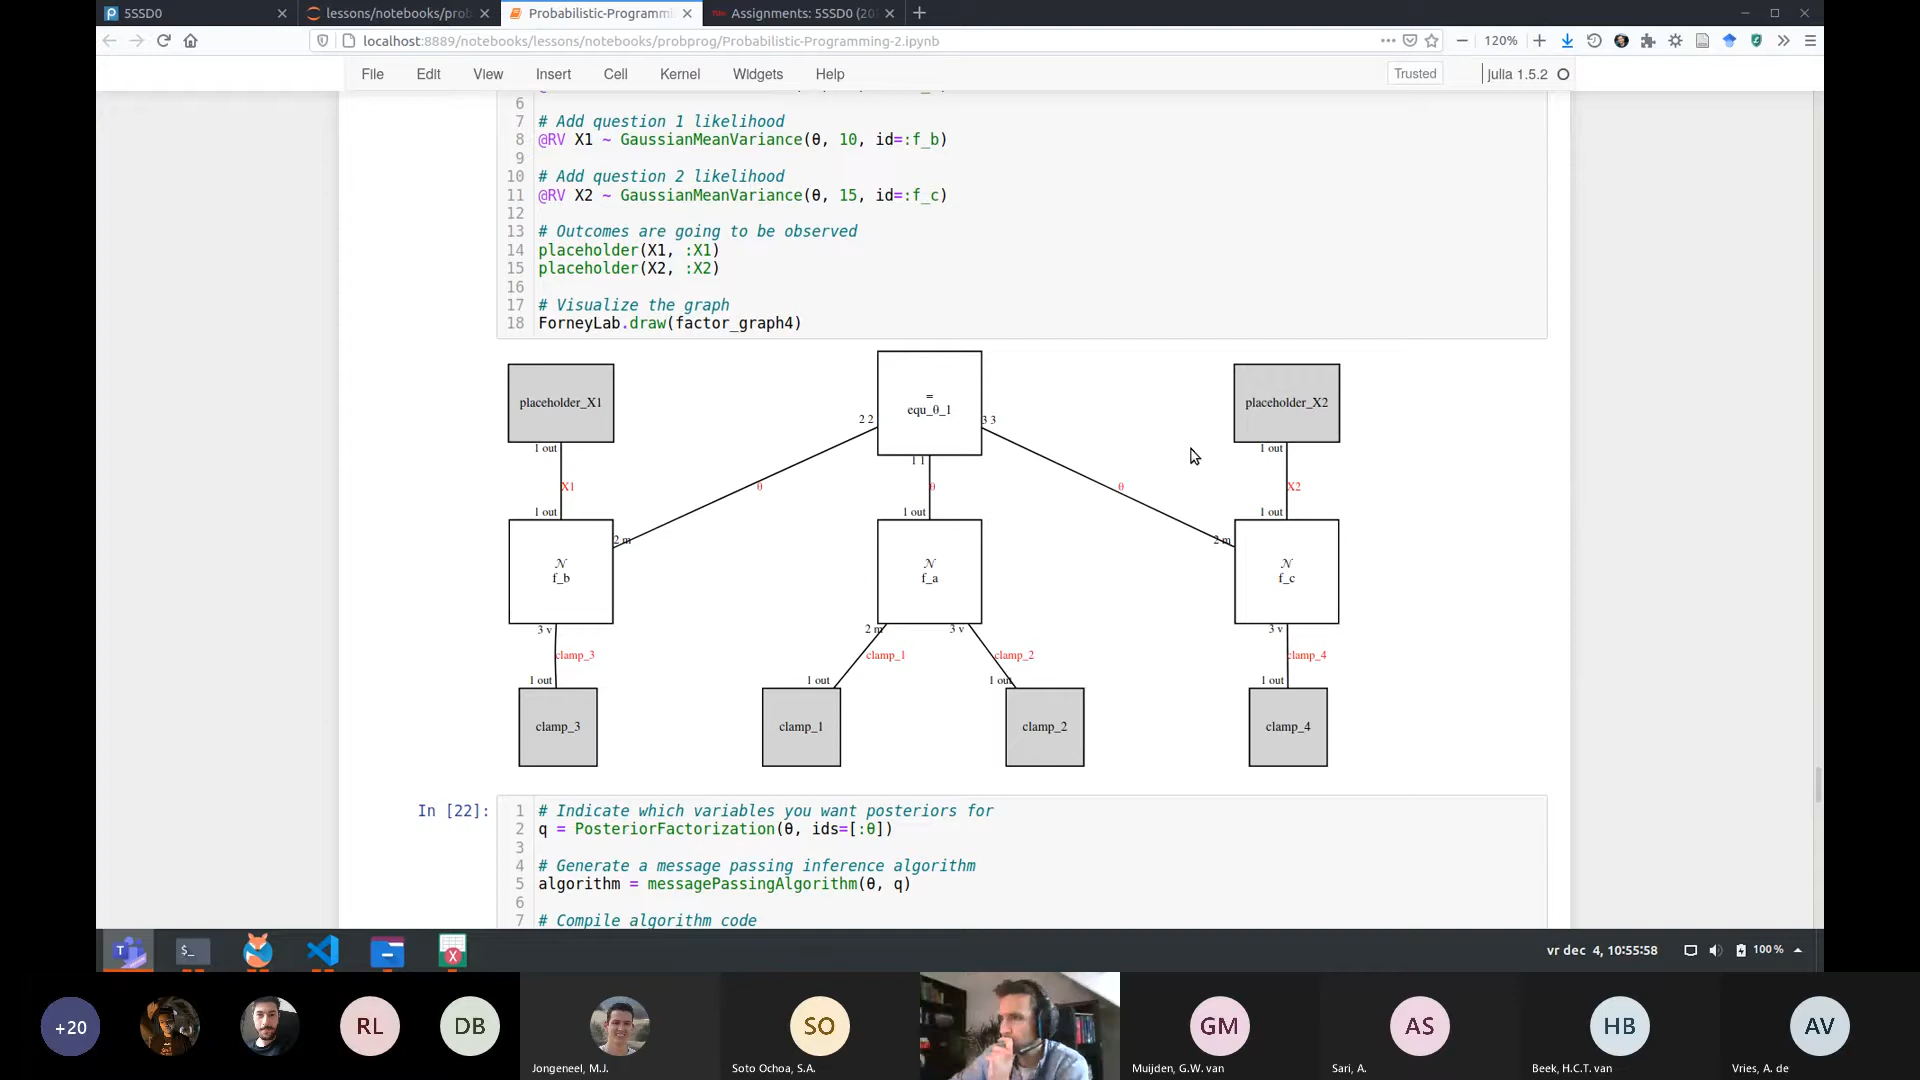 5SSD0
lessons/notebooks/prob
Probabilistic-Programmi
Assignments: 5SSD0 (20
localhost:8889/notebooks/lessons/notebooks/probprog/Probabilistic-Programming-2.ipynb
120%
File Edit View Insert Cell Kernel Widgets Help
Trusted
Julia 1.5.2
6
7 # Add question 1 likelihood
8 @RV X1 ~ GaussianMeanVariance(θ, 10, id=:f_b)
9
10 # Add question 2 likelihood
11 @RV X2 ~ GaussianMeanVariance(θ, 15, id=:f_c)
12
13 # Outcomes are going to be observed
14 placeholder(X1, :X1)
15 placeholder(X2, :X2)
16
17 # Visualize the graph
18 ForneyLab.draw(factor_graph4)
placeholder_X1
=
equ_θ_1
placeholder_X2
2 2
3 3
1 out
1 1
1 out
X1
θ
θ
θ
X2
1 out
1 out
1 out
2 m
2 m
𝒩
f_b
𝒩
f_a
𝒩
f_c
3 v
2 m
3 v
3 v
clamp_3
clamp_1
clamp_2
clamp_4
1 out
1 out
1 out
1 out
clamp_3
clamp_1
clamp_2
clamp_4
In [22]:
1 # Indicate which variables you want posteriors for
2 q = PosteriorFactorization(θ, ids=[:θ])
3
4 # Generate a message passing inference algorithm
5 algorithm = messagePassingAlgorithm(θ, q)
6
7 # Compile algorithm code
vr dec 4, 10:55:58
100 %
+20
RL
DB
SO
GM
AS
HB
AV
Jongeneel, M.J.
Soto Ochoa, S.A.
Muijden, G.W. van
Sari, A.
Beek, H.C.T. van
Vries, A. de